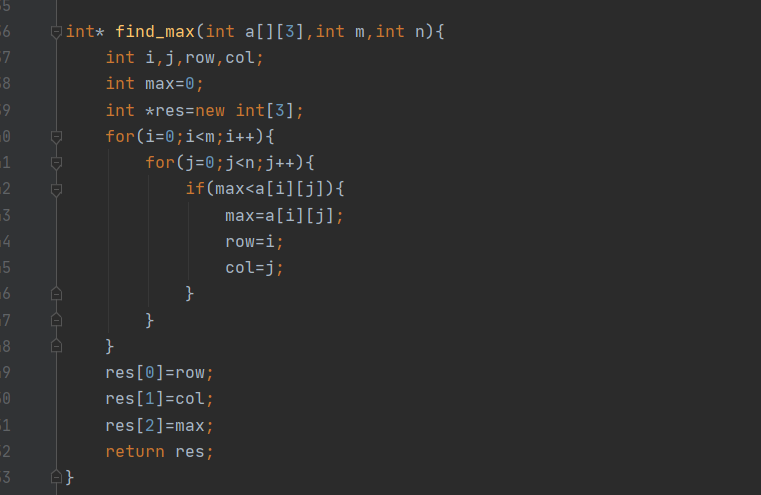 int* find_max(int a[][3],int m,int n){
    int i,j,row,col;
    int max=0;
    int *res=new int[3];
    for(i=0;i<m;i++){
        for(j=0;j<n;j++){
            if(max<a[i][j]){
                max=a[i][j];
                row=i;
                col=j;
            }
        }
    }
    res[0]=row;
    res[1]=col;
    res[2]=max;
    return res;
}